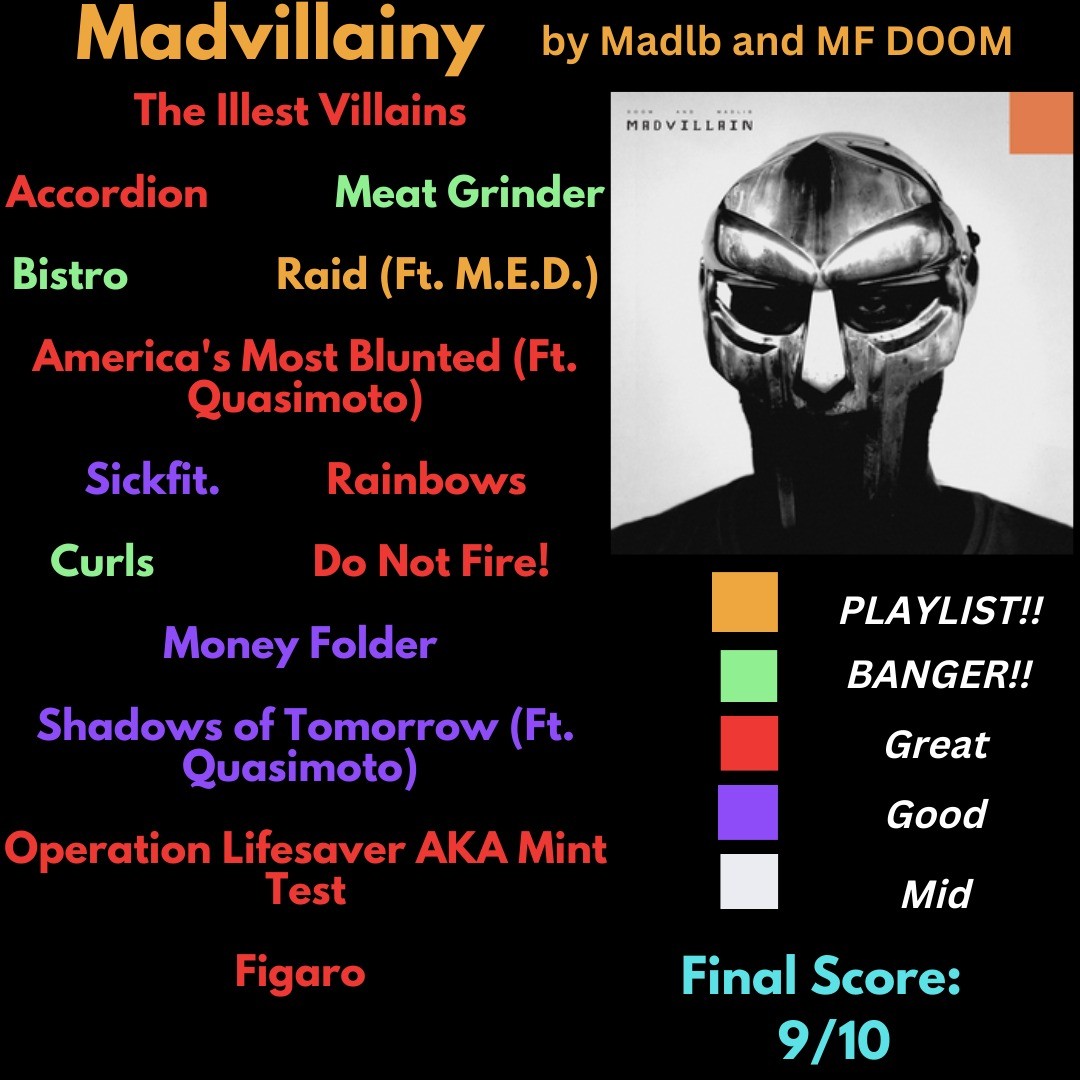 Madvillainy by Madlb and MF DOOM
The Illest Villains
Accordion Meat Grinder
Bistro Raid (Ft. M.E.D.)
America's Most Blunted (Ft.
Quasimoto)
Sickfit. Rainbows
Curls Do Not Fire!
Money Folder
Shadows of Tomorrow (Ft.
Quasimoto)
Operation Lifesaver AKA Mint
Test
Figaro
DOOM AND MADLIB
MADVILLAIN
PLAYLIST!!
BANGER!!
Great
Good
Mid
Final Score:
9/10